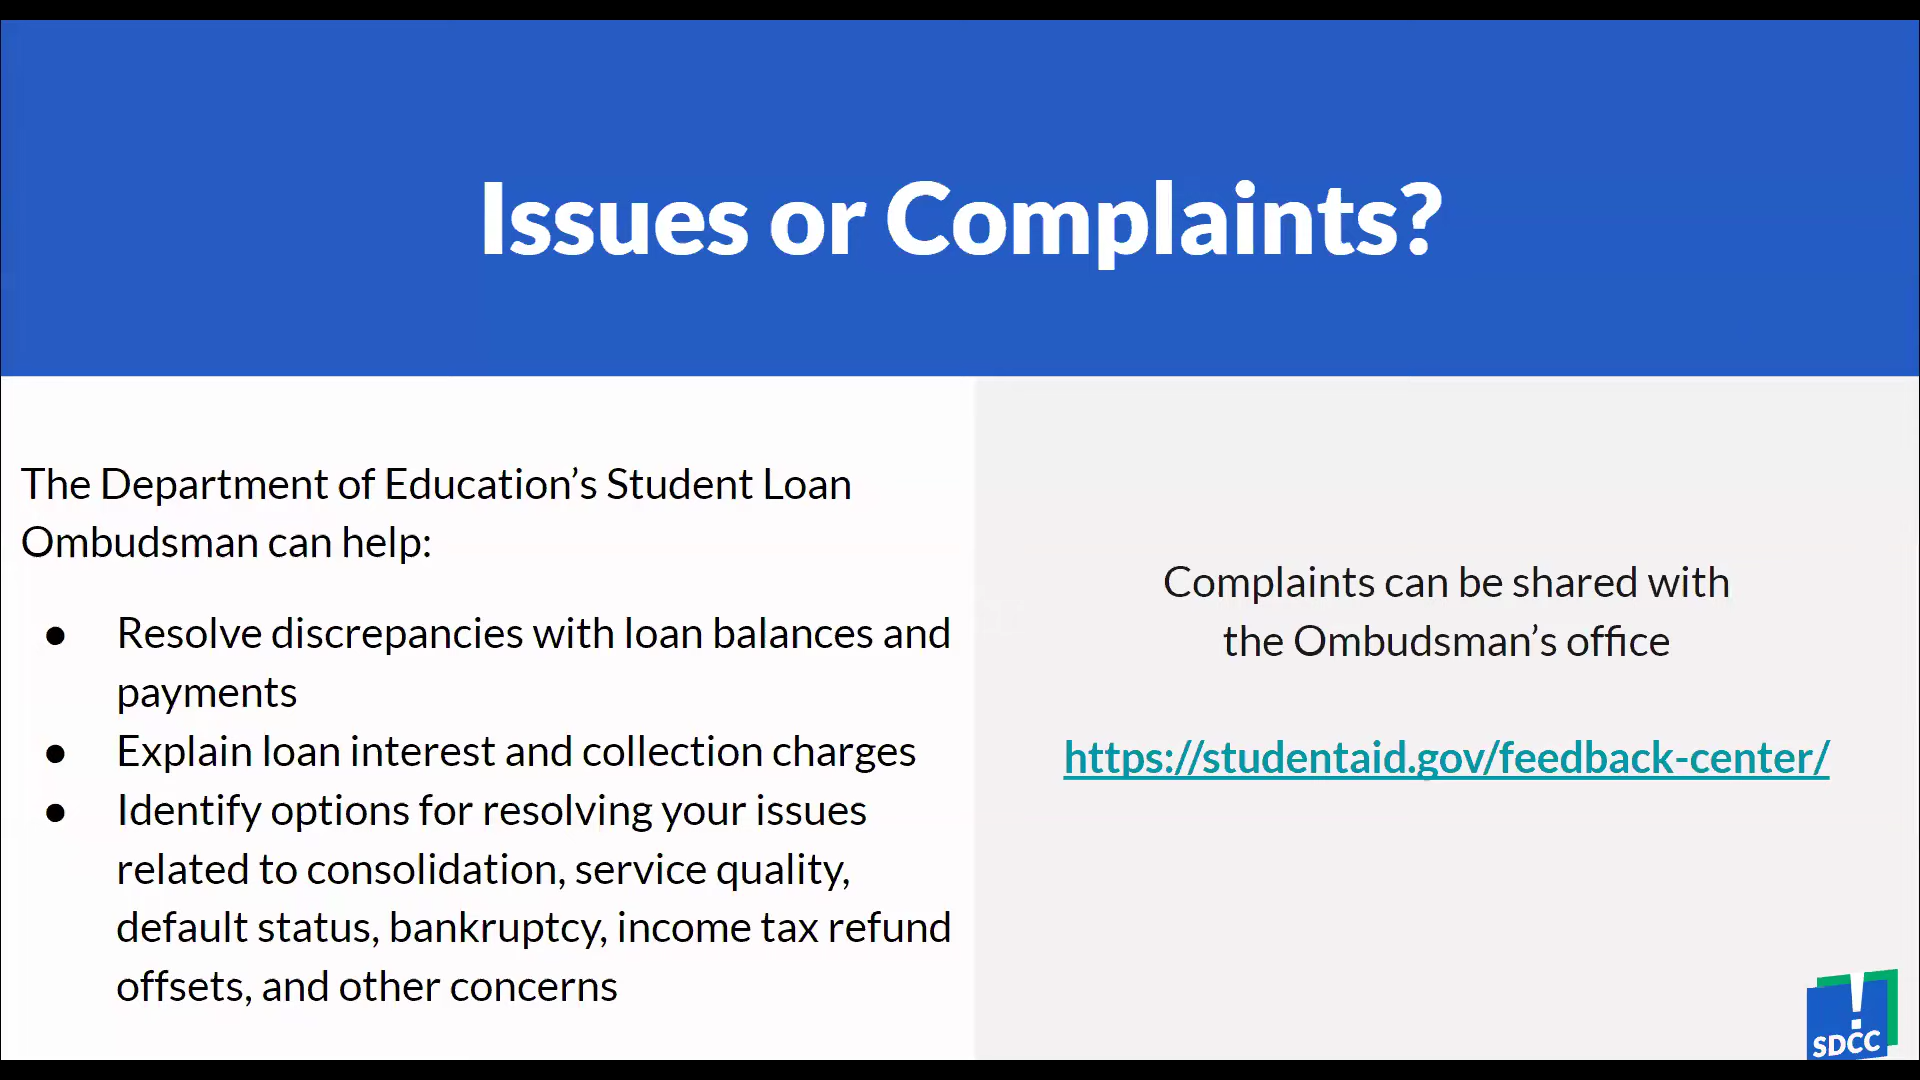 Issues or Complaints?
The Department of Education’s Student Loan
Ombudsman can help:
● Resolve discrepancies with loan balances and
payments
● Explain loan interest and collection charges
● Identify options for resolving your issues
related to consolidation, service quality,
default status, bankruptcy, income tax refund
offsets, and other concerns
Complaints can be shared with
the Ombudsman’s office
https://studentaid.gov/feedback-center/
!
SDCC